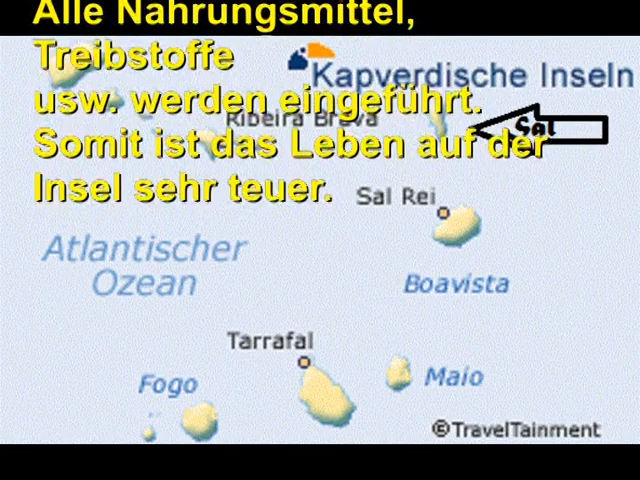 Alle Nahrungsmittel,
Treibstoffe
usw. werden eingeführt.
Somit ist das Leben auf der
Insel sehr teuer.
Kapverdische Inseln
Ribeira Brava
Sal
Sal Rei
Atlantischer
Ozean
Boavista
Tarrafal
Fogo
Maio
©TravelTainment